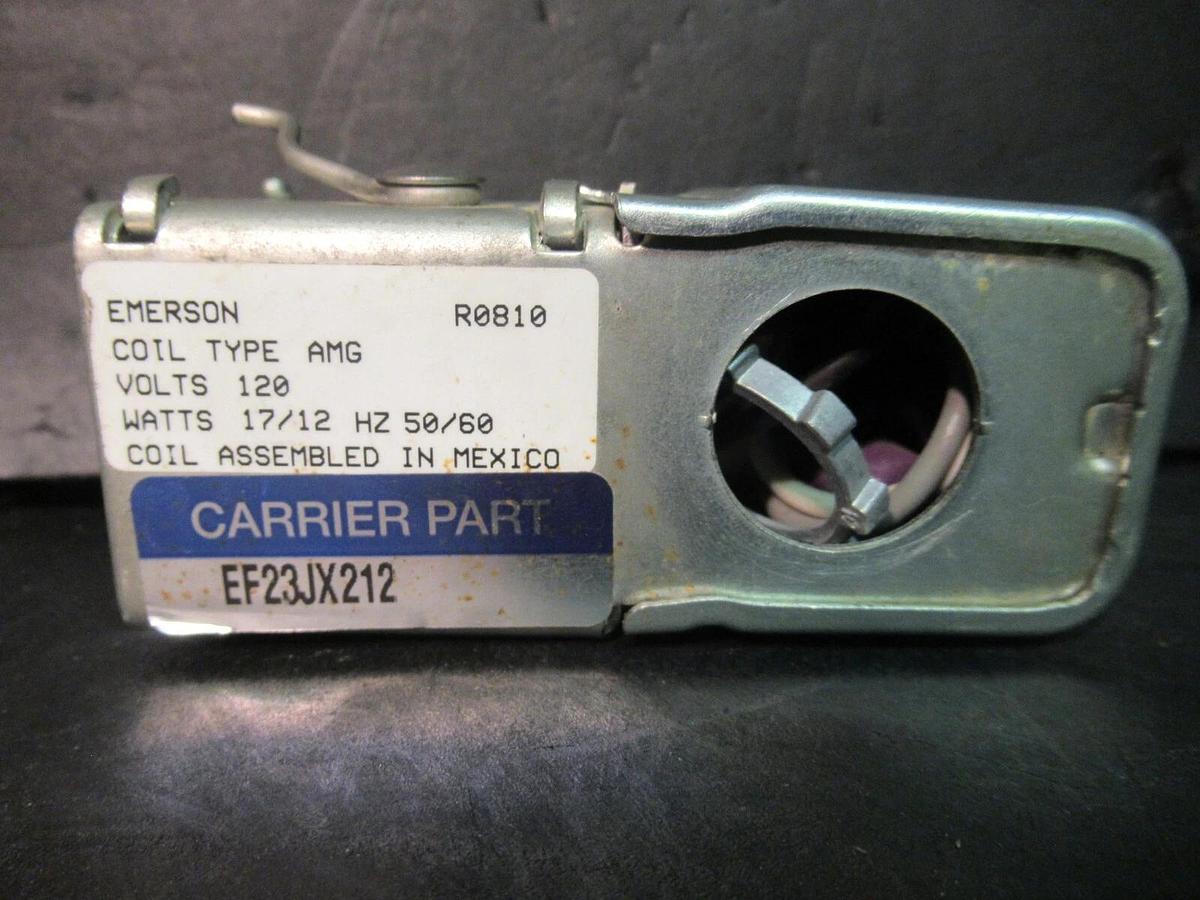 EMERSON R0810
COIL TYPE AMG
VOLTS 120
WATTS 17/12 HZ 50/60
COIL ASSEMBLED IN MEXICO
CARRIER PART
EF23JX212